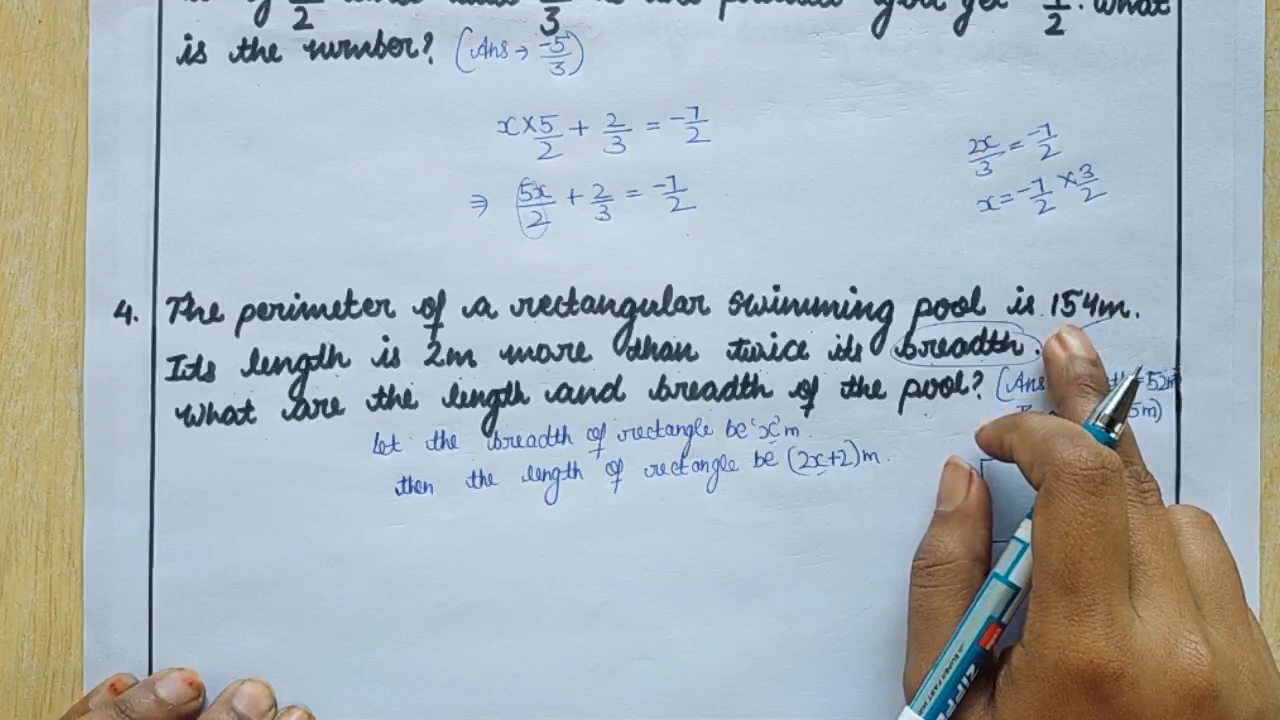 is the number? (Ans → -5/3)
x × 5/2 + 2/3 = -7/2
⇒ 5x/2 + 2/3 = -7/2
2x/3 = -7/2
x = -7/2 × 3/2
4. The perimeter of a rectangular swimming pool is 154m.
Its length is 2m more than twice its breadth.
What are the length and breadth of the pool? (Ans = 52m
5m)
Let the breadth of rectangle be 'x' m.
then the length of rectangle be (2x+2)m.